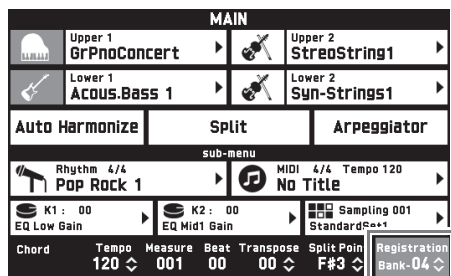 MAIN
Upper 1
GrPnoConcert
Upper 2
StreoString1
Lower 1
Acous.Bass 1
Lower 2
Syn-Strings1
Auto Harmonize
Split
Arpeggiator
sub-menu
Rhythm 4/4
Pop Rock 1
MIDI 4/4 Tempo 120
No Title
K1 : 00
EQ Low Gain
K2 : 00
EQ Mid1 Gain
Sampling 001
StandardSet1
Chord Tempo Measure Beat Transpose Split Poin Registration
120 001 00 00 F#3 Bank-04